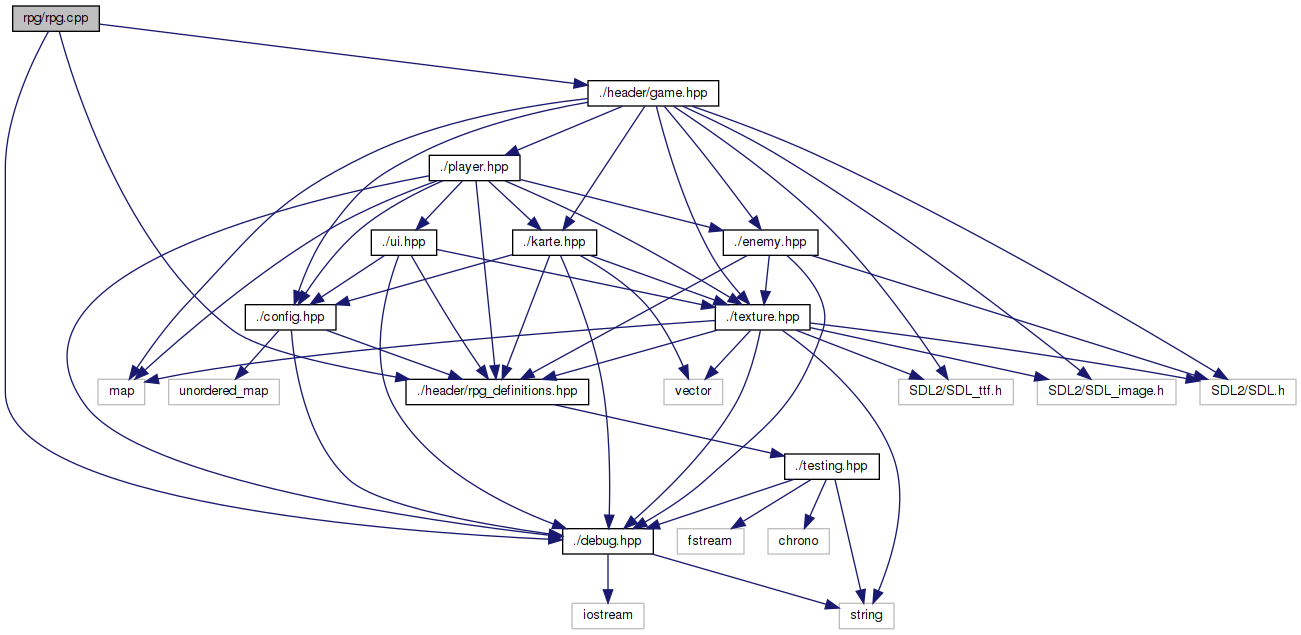 rpg/rpg.cpp
./header/game.hpp
./player.hpp
./ui.hpp
./karte.hpp
./enemy.hpp
./config.hpp
./texture.hpp
map
unordered_map
./header/rpg_definitions.hpp
vector
SDL2/SDL_ttf.h
SDL2/SDL_image.h
SDL2/SDL.h
./testing.hpp
./debug.hpp
fstream
chrono
iostream
string